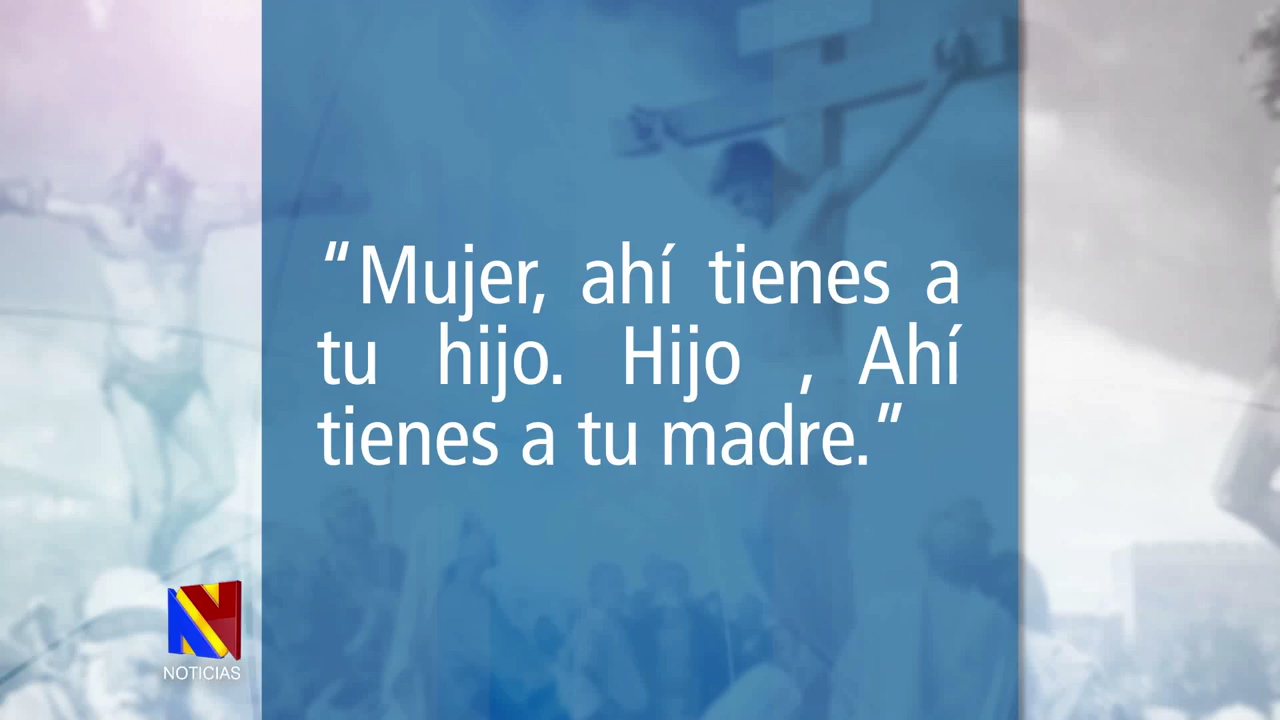 “Mujer, ahí tienes a
tu hijo. Hijo , Ahí
tienes a tu madre.”
NOTICIAS